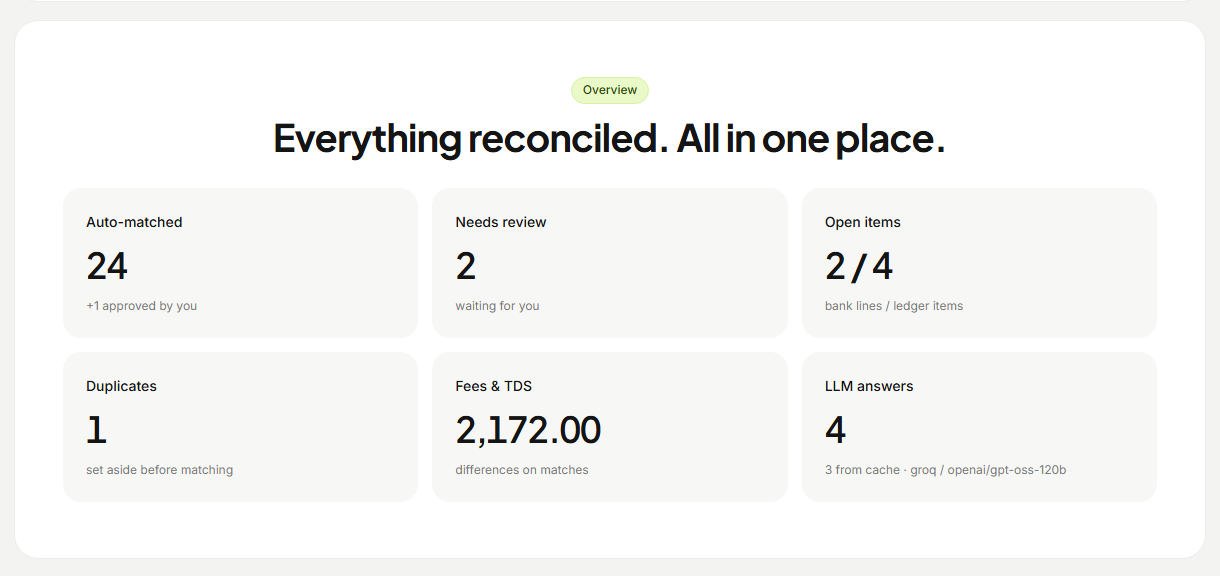 Overview
Everything reconciled. All in one place.
Auto-matched
24
+1 approved by you
Needs review
2
waiting for you
Open items
2 / 4
bank lines / ledger items
Duplicates
1
set aside before matching
Fees & TDS
2,172.00
differences on matches
LLM answers
4
3 from cache · groq / openai/gpt-oss-120b